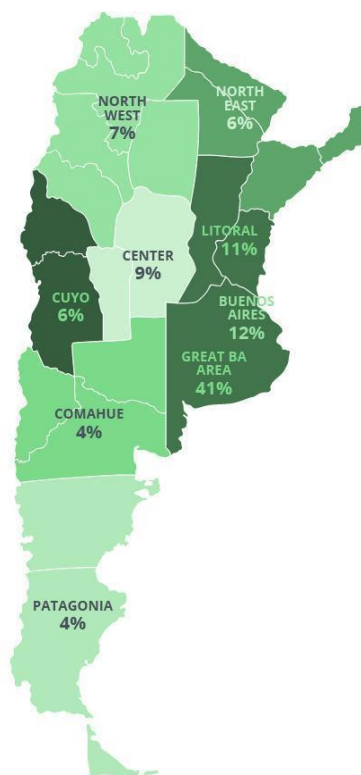 NORTH
WEST
7%
NORTH
EAST
6%
LITORAL
11%
CENTER
9%
CUYO
6%
BUENOS
AIRES
12%
GREAT BA
AREA
41%
COMAHUE
4%
PATAGONIA
4%